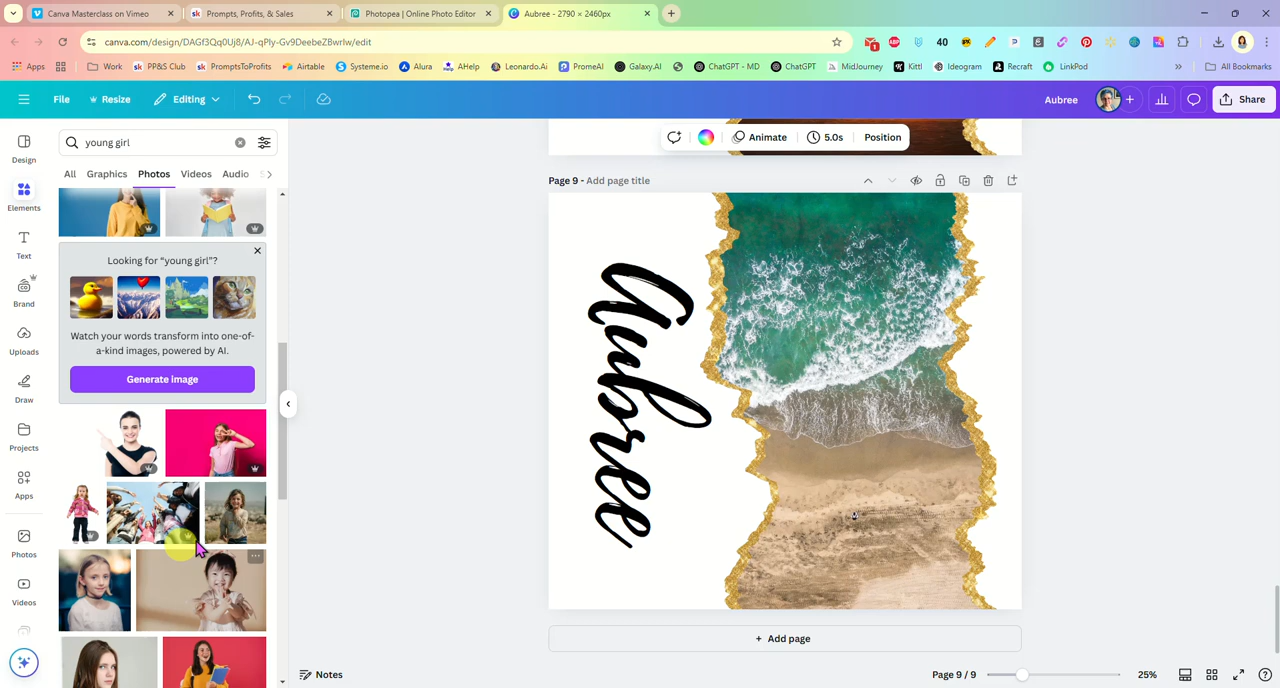 Canva Masterclass on Vimeo
Prompts, Profits, & Sales
Photopea | Online Photo Editor
Aubree - 2790 × 2460px
canva.com/design/DAGf3Qq0Uj8/AJ-qPly-Gv9DeebeZBwrIw/edit
Apps
Work
PP&S Club
PromptsToProfits
Airtable
Systeme.io
Alura
AHelp
Leonardo.Ai
PromeAI
Galaxy.AI
ChatGPT - MD
ChatGPT
MidJourney
Kittl
Ideogram
Recraft
LinkPod
All Bookmarks
File
Resize
Editing
Aubree
Share
Design
Elements
Text
Brand
Uploads
Draw
Projects
Apps
Photos
Videos
young girl
All
Graphics
Photos
Videos
Audio
Looking for “young girl”?
Watch your words transform into one-of-
a-kind images, powered by AI.
Generate image
Animate
5.0s
Position
Page 9 - Add page title
Aubree
+ Add page
Notes
Page 9 / 9
25%